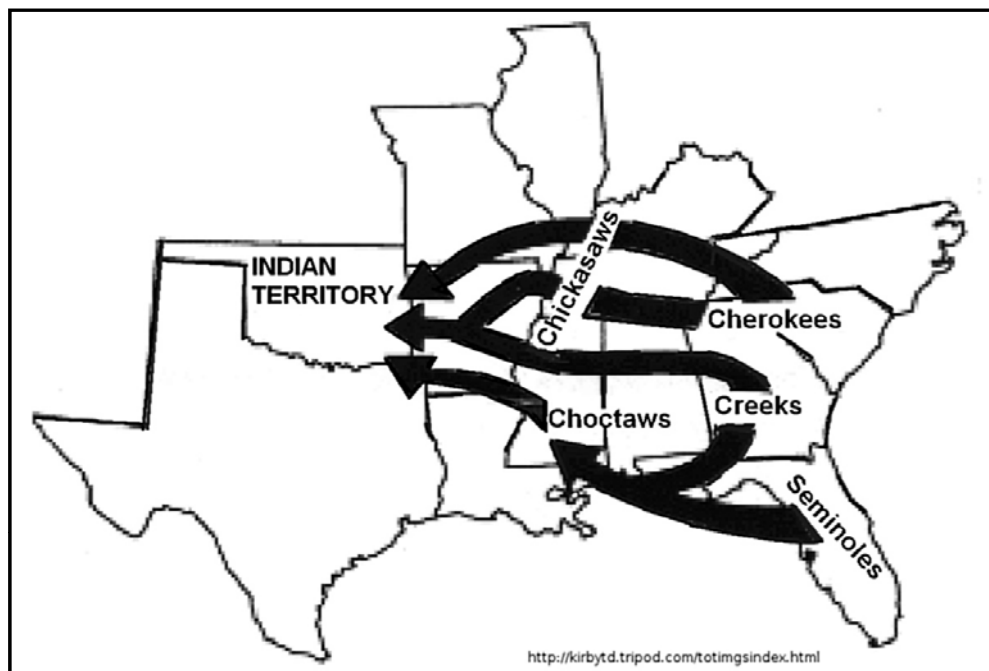 INDIAN
TERRITORY
Chickasaws
Cherokees
Choctaws
Creeks
Seminoles
http://kirbytd.tripod.com/totimgsindex.html